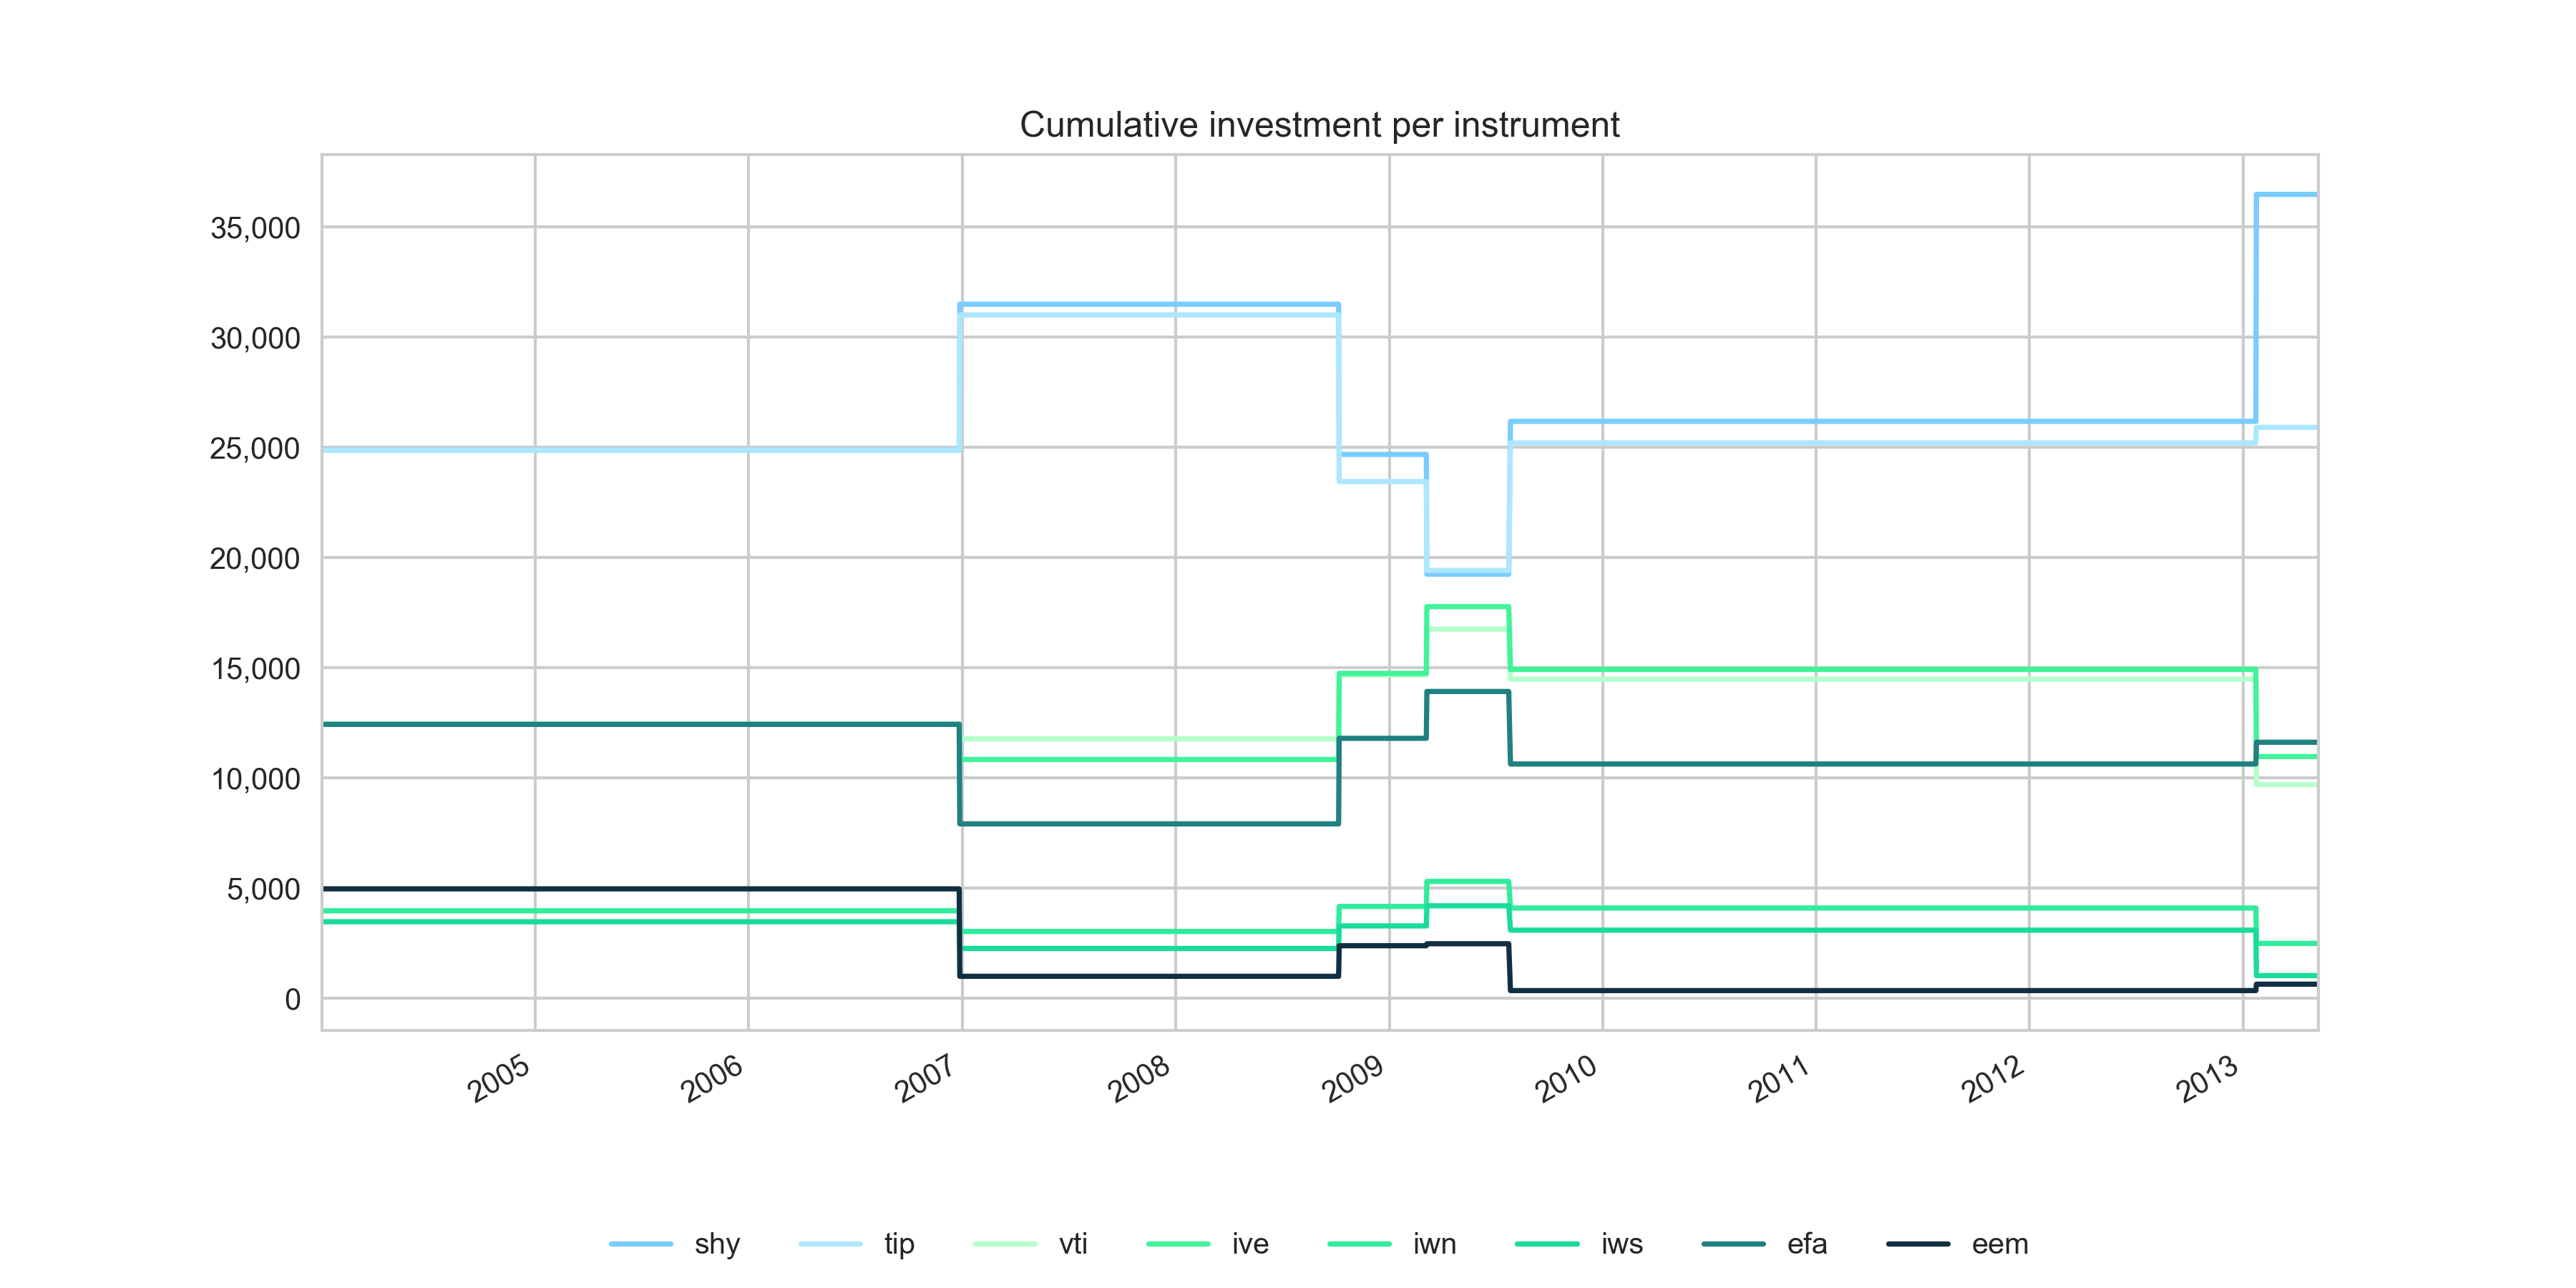 Cumulative investment per instrument
35,000
30,000
25,000
20,000
15,000
10,000
5,000
0
2005 2006 2007 2008 2009 2010 2011 2012 2013
shy tip vti ive iwn iws efa eem